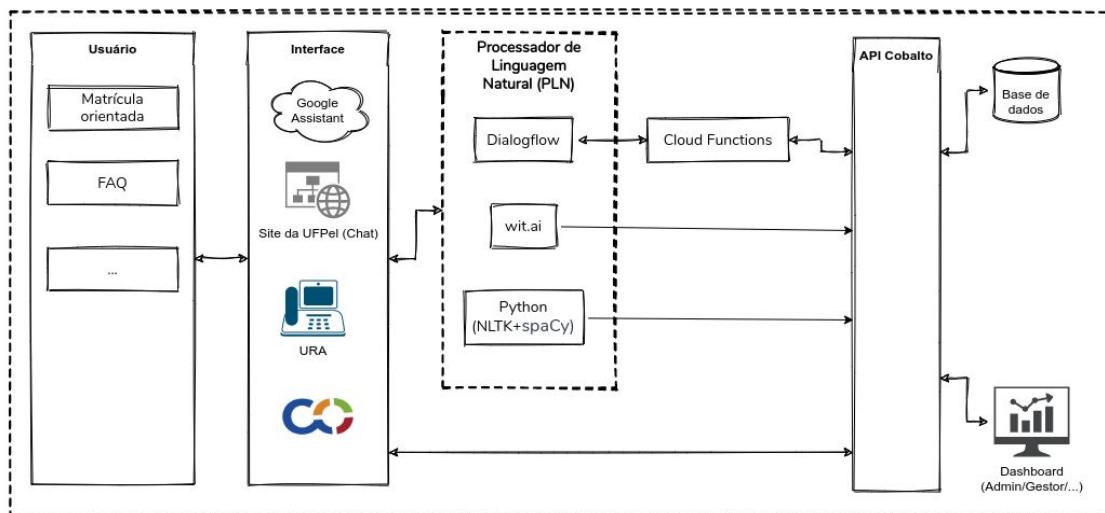 Usuário
Matrícula
orientada
FAQ
...
Interface
Google
Assistant
Site da UFPel (Chat)
URA
Processador de
Linguagem
Natural (PLN)
Dialogflow
Cloud Functions
wit.ai
Python
(NLTK+spaCy)
API Cobalto
Base de
dados
Dashboard
(Admin/Gestor/...)